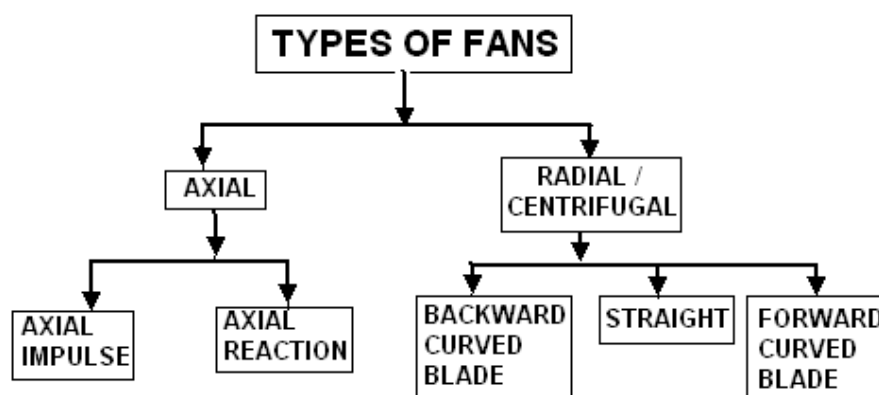 TYPES OF FANS
AXIAL
RADIAL /
CENTRIFUGAL
AXIAL
IMPULSE
AXIAL
REACTION
BACKWARD
CURVED
BLADE
STRAIGHT
FORWARD
CURVED
BLADE